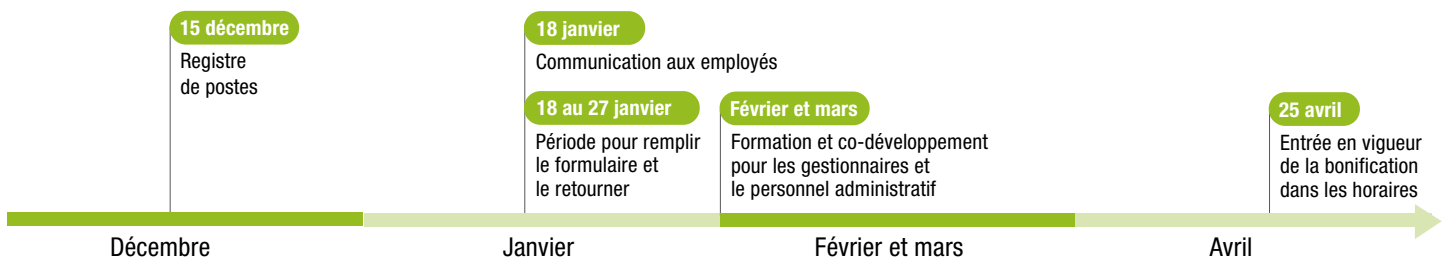 15 décembre
Registre
de postes
18 janvier
Communication aux employés
18 au 27 janvier
Période pour remplir
le formulaire et
le retourner
Février et mars
Formation et co-développement
pour les gestionnaires et
le personnel administratif
25 avril
Entrée en vigueur
de la bonification
dans les horaires
Décembre
Janvier
Février et mars
Avril